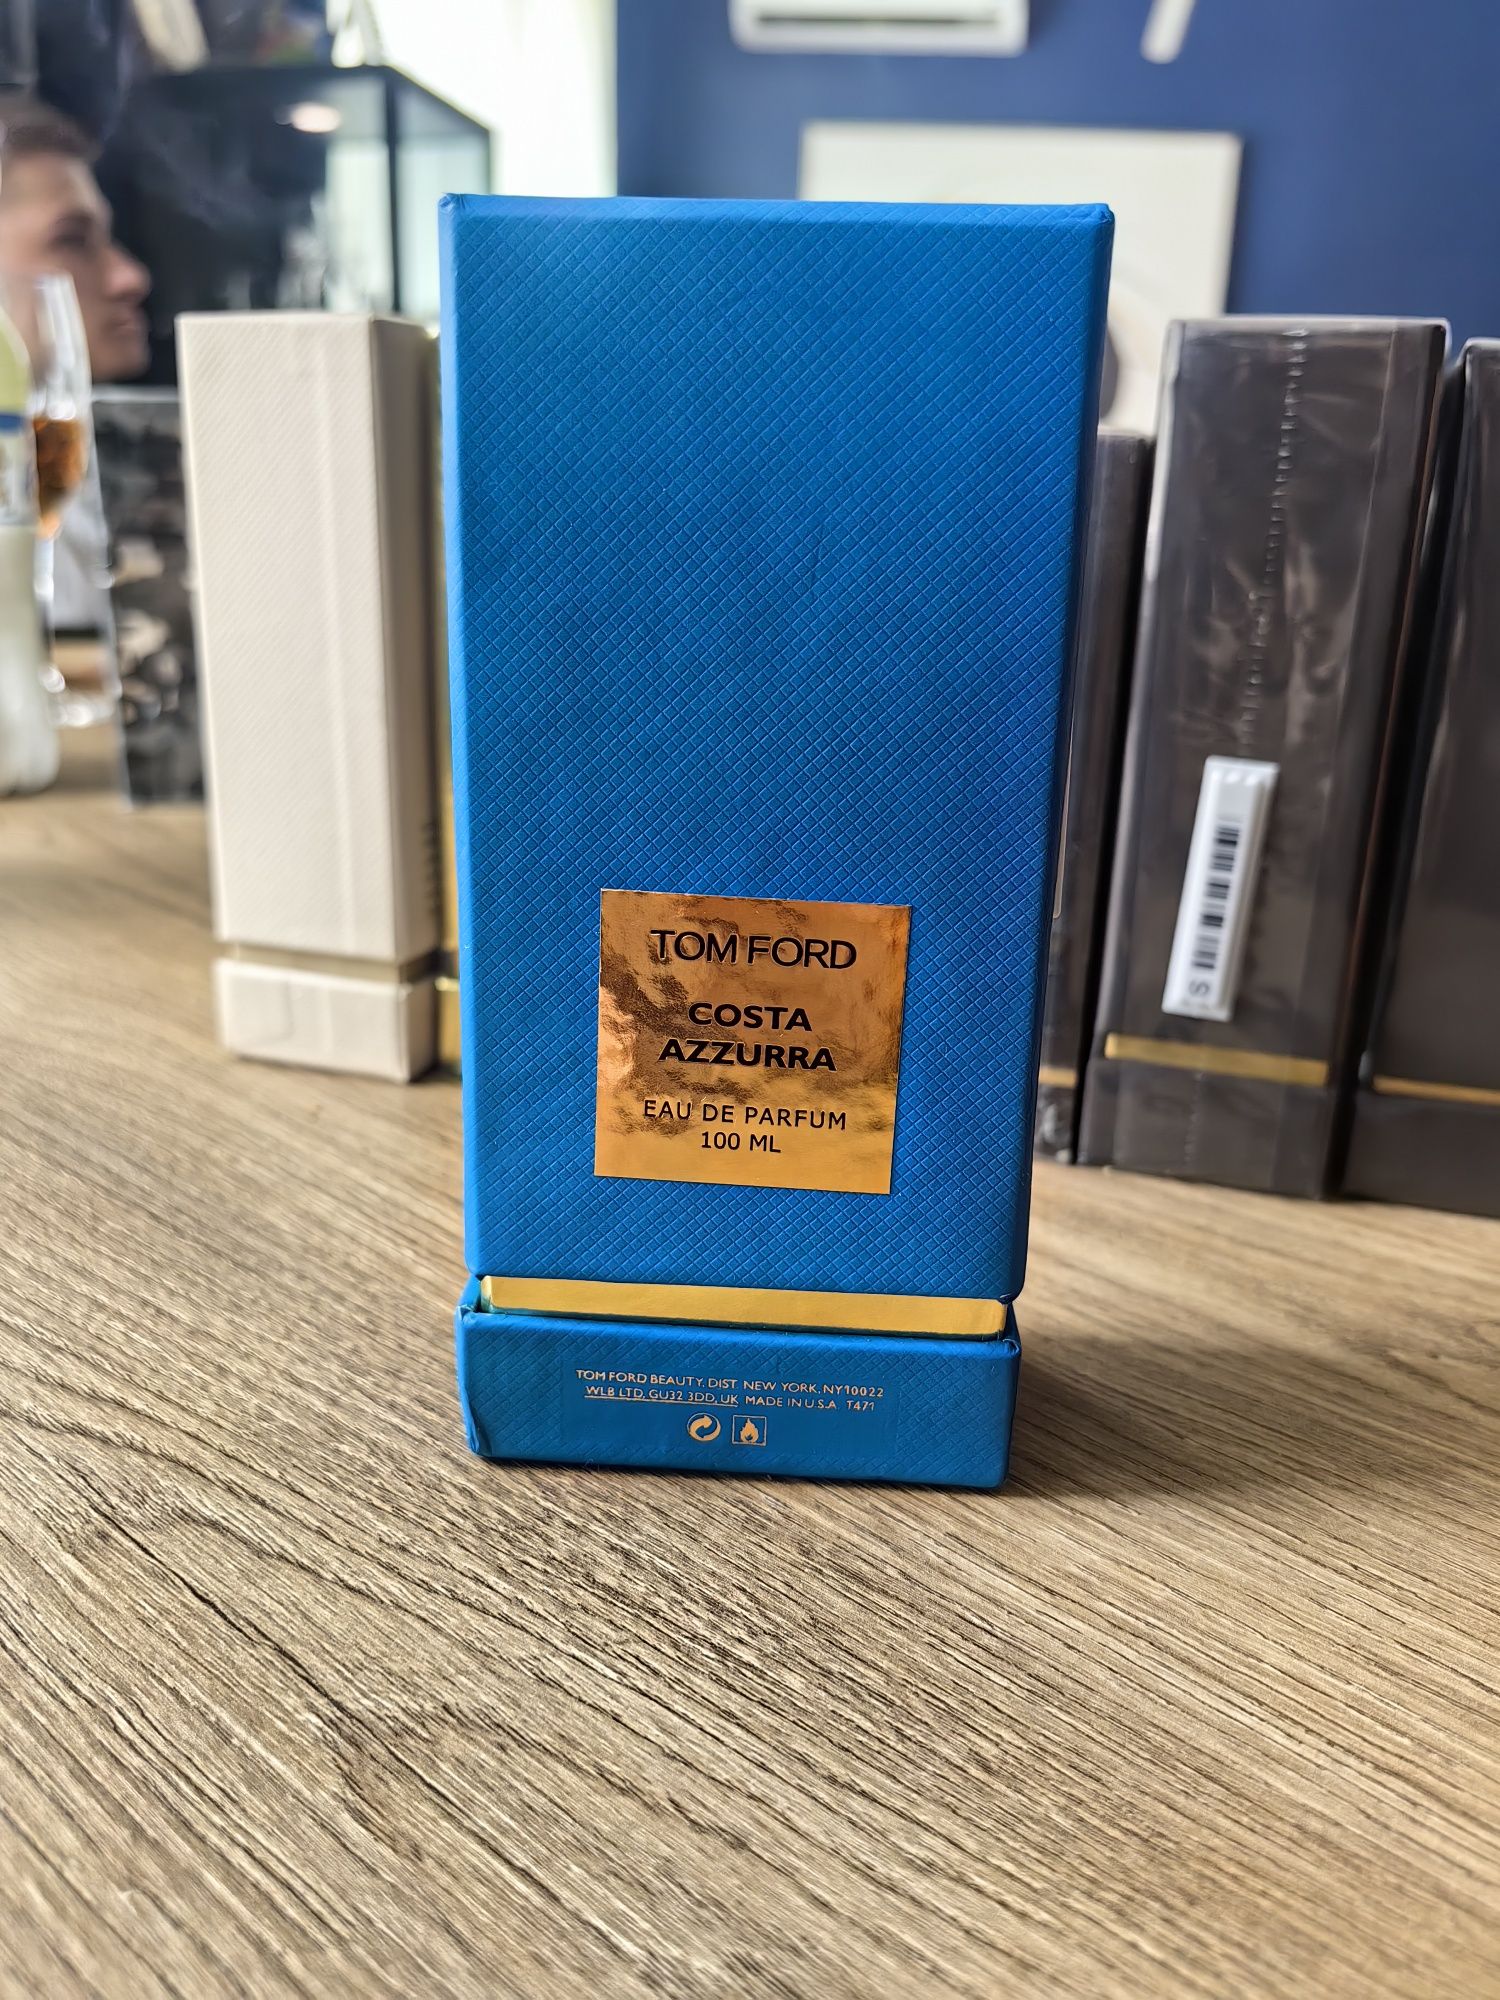 TOM FORD
COSTA
AZZURRA
EAU DE PARFUM
100 ML
TOM FORD BEAUTY, DIST. NEW YORK, NY10022
WLB LTD, GU32 3DD, UK MADE IN U.S.A. T471